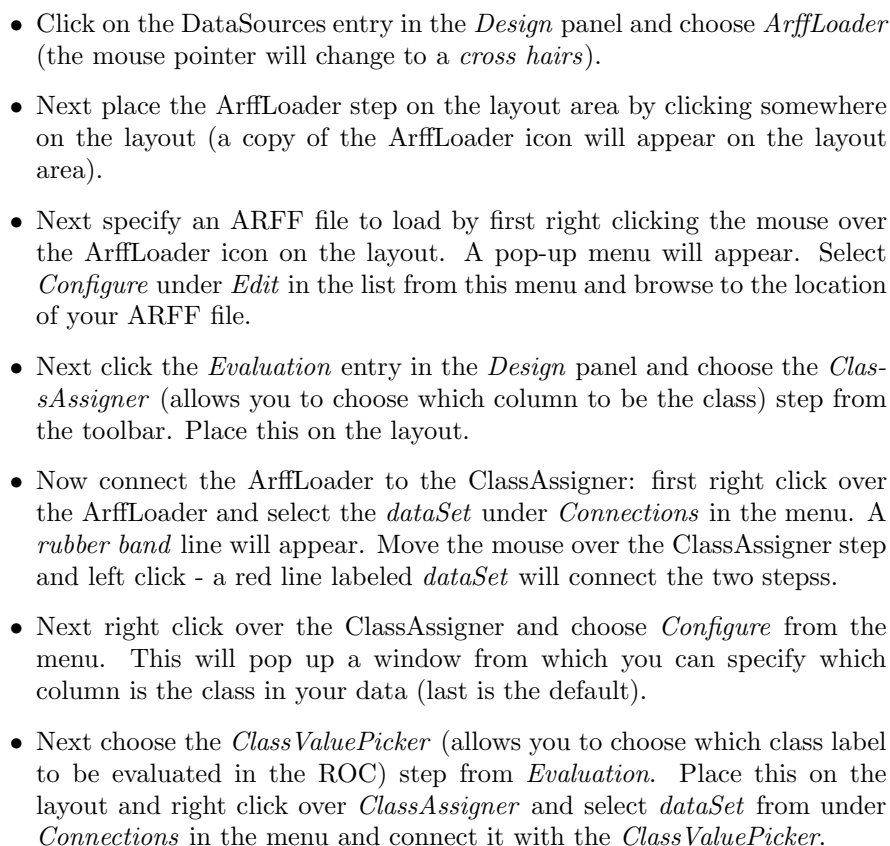 • Click on the DataSources entry in the Design panel and choose ArffLoader
(the mouse pointer will change to a cross hairs).
• Next place the ArffLoader step on the layout area by clicking somewhere
on the layout (a copy of the ArffLoader icon will appear on the layout
area).
• Next specify an ARFF file to load by first right clicking the mouse over
the ArffLoader icon on the layout. A pop-up menu will appear. Select
Configure under Edit in the list from this menu and browse to the location
of your ARFF file.
• Next click the Evaluation entry in the Design panel and choose the Clas-
sAssigner (allows you to choose which column to be the class) step from
the toolbar. Place this on the layout.
• Now connect the ArffLoader to the ClassAssigner: first right click over
the ArffLoader and select the dataSet under Connections in the menu. A
rubber band line will appear. Move the mouse over the ClassAssigner step
and left click - a red line labeled dataSet will connect the two stepss.
• Next right click over the ClassAssigner and choose Configure from the
menu. This will pop up a window from which you can specify which
column is the class in your data (last is the default).
• Next choose the ClassValuePicker (allows you to choose which class label
to be evaluated in the ROC) step from Evaluation. Place this on the
layout and right click over ClassAssigner and select dataSet from under
Connections in the menu and connect it with the ClassValuePicker.